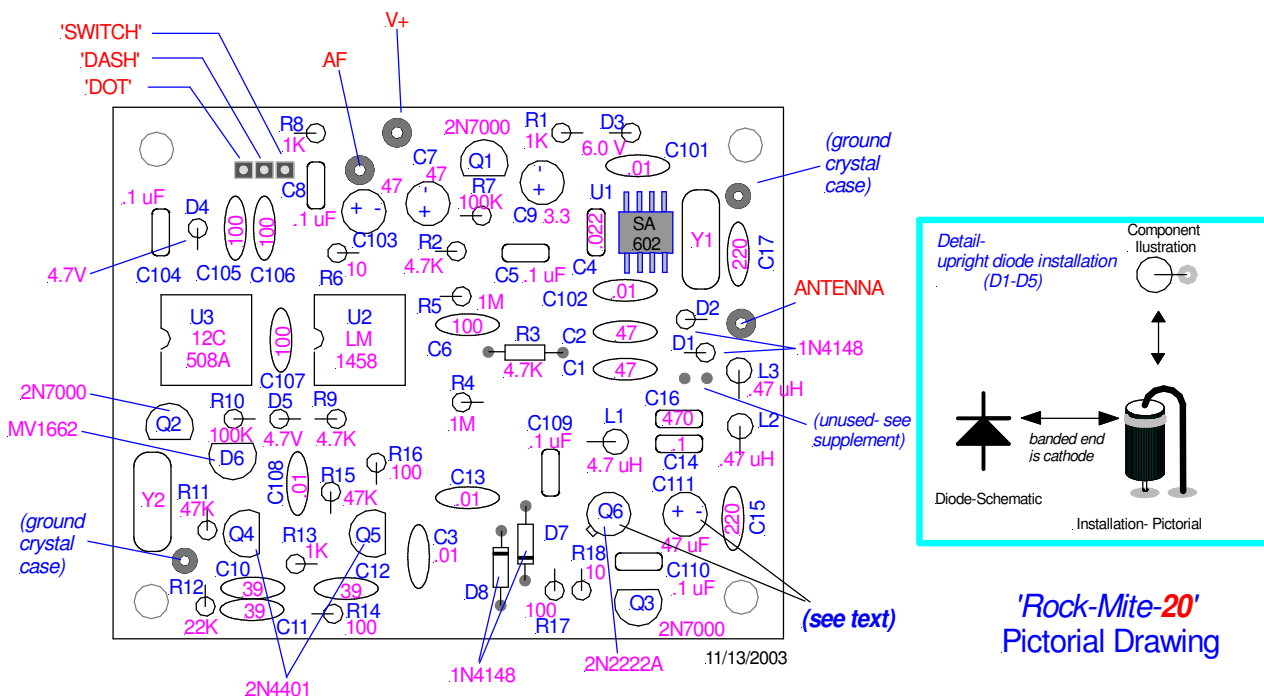 'SWITCH'
'DASH'
'DOT'
V+
AF
R8
.1K
2N7000
Q1
R1
1K
D3
6.0 V
C101
.01
(ground
crystal
case)
.1 uF
D4
C8
.1 uF
47
C7
47
R7
100K
C9
3.3
U1
SA
602
.022
C4
Y1
220
C17
4.7V
C104
100
C105
100
C106
C103
R6
10
R2
4.7K
C5
.1 uF
C102
.01
ANTENNA
U3
12C
508A
100
C107
U2
LM
1458
R5
1M
100
C6
R3
4.7K
C2
47
C1
47
D2
D1
1N4148
L3
.47 uH
2N7000
Q2
MV1662
R10
100K
D5
4.7V
R9
4.7K
R4
1M
C109
.1 uF
L1
4.7 uH
C16
470
.1
C14
L2
.47 uH
(unused- see
supplement)
D6
C108
.01
R16
.100
R15
47K
C13
.01
C111
47 uF
220
C15
Y2
R11
47K
Q4
R13
1K
Q5
C3
.01
D7
Q6
(ground
crystal
case)
C10
39
C12
39
D8
R18
10
C110
.1 uF
R12
22K
39
C11
R14
100
100
R17
Q3
2N7000
(see text)
2N4401
1N4148
2N2222A
11/13/2003
Detail-
upright diode installation
(D1-D5)
Component
Ilustration
banded end
is cathode
Diode-Schematic
Installation- Pictorial
'Rock-Mite-20'
Pictorial Drawing